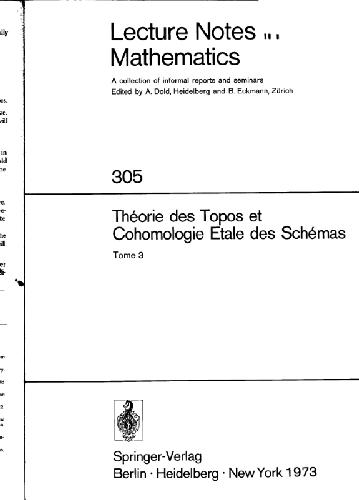 Lecture Notes in
Mathematics
A collection of informal reports and seminars
Edited by A. Dold, Heidelberg and B. Eckmann, Zürich
305
Théorie des Topos et
Cohomologie Etale des Schémas
Tome 3
Springer-Verlag
Berlin · Heidelberg · New York 1973